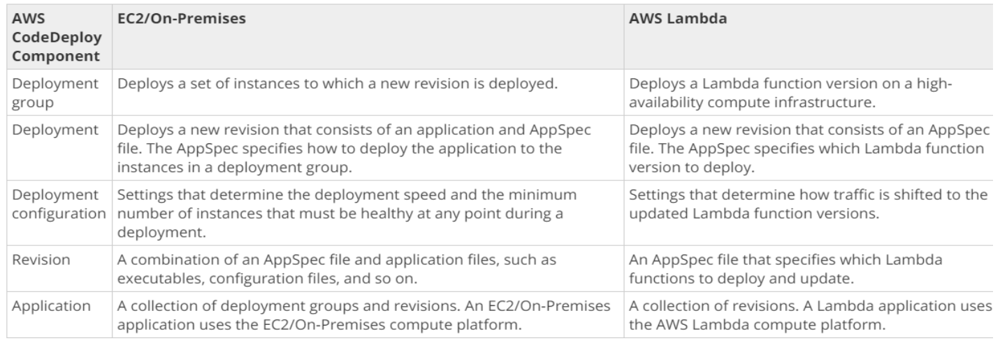 AWS CodeDeploy Component
EC2/On-Premises
AWS Lambda
Deployment group
Deploys a set of instances to which a new revision is deployed.
Deploys a Lambda function version on a high-
availability compute infrastructure.
Deployment
Deploys a new revision that consists of an application and AppSpec
file. The AppSpec specifies how to deploy the application to the
instances in a deployment group.
Deploys a new revision that consists of an AppSpec
file. The AppSpec specifies which Lambda function
version to deploy.
Deployment
configuration
Settings that determine the deployment speed and the minimum
number of instances that must be healthy at any point during a
deployment.
Settings that determine how traffic is shifted to the
updated Lambda function versions.
Revision
A combination of an AppSpec file and application files, such as
executables, configuration files, and so on.
An AppSpec file that specifies which Lambda
functions to deploy and update.
Application
A collection of deployment groups and revisions. An EC2/On-Premises
application uses the EC2/On-Premises compute platform.
A collection of revisions. A Lambda application uses
the AWS Lambda compute platform.